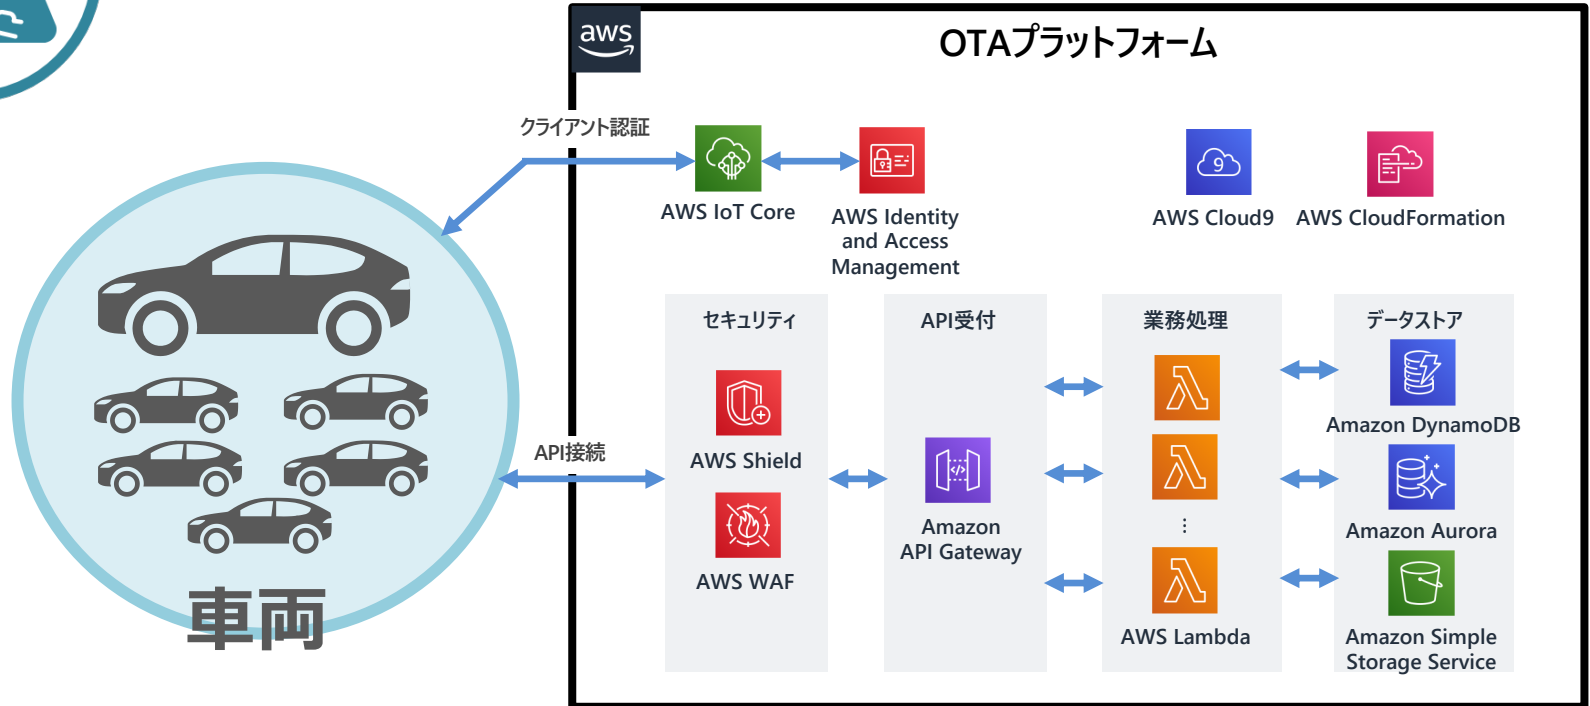 aws
OTAプラットフォーム
クライアント認証
AWS IoT Core
AWS Identity
and Access
Management
9
AWS Cloud9
AWS CloudFormation
セキュリティ
API受付
業務処理
データストア
API接続
AWS Shield
AWS WAF
</>
Amazon
API Gateway
λ
λ
⋮
λ
AWS Lambda
Amazon DynamoDB
Amazon Aurora
Amazon Simple
Storage Service
車両